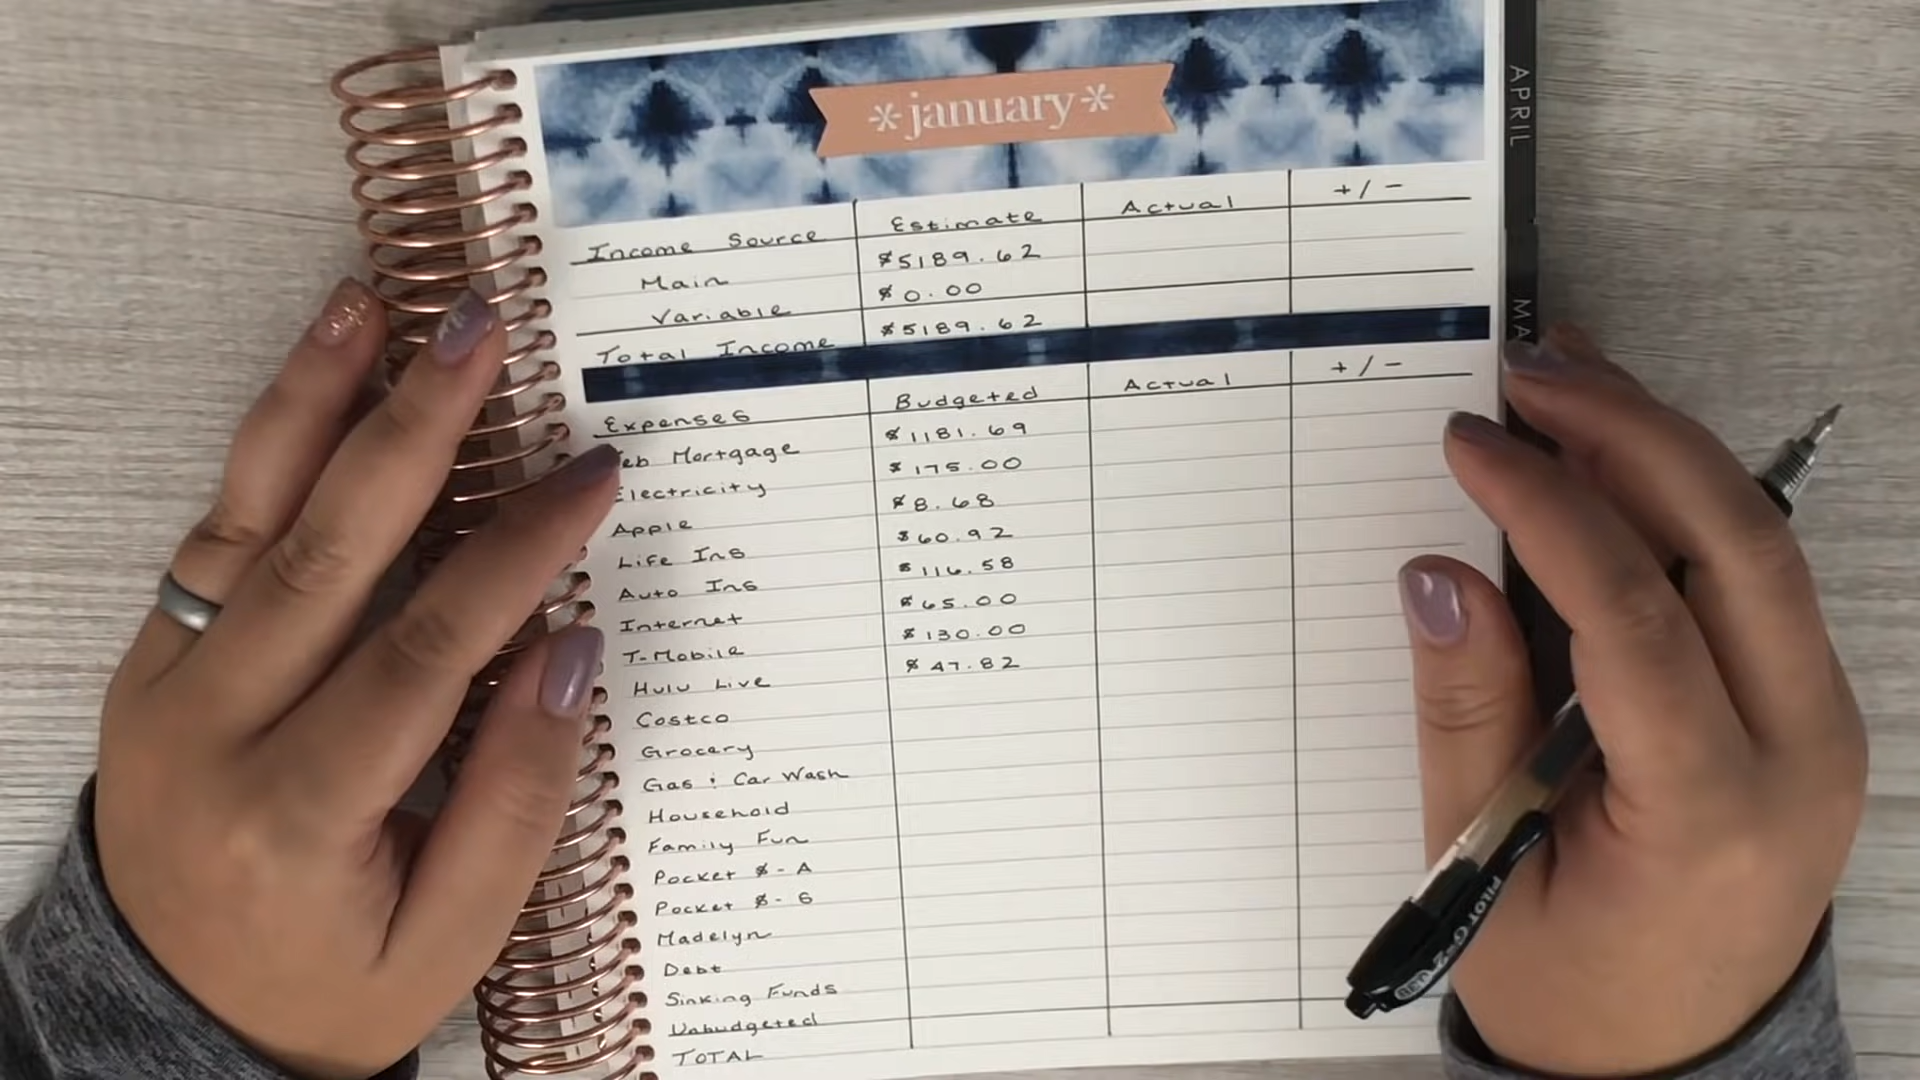 *january*
Income Source Estimate Actual +/-
Main $5189.62
Variable $0.00
Total Income $5189.62
Expenses Budgeted Actual +/-
eb Mortgage $1181.69
Electricity $175.00
Apple $8.68
Life Ins $60.92
Auto Ins $116.58
Internet $65.00
T-Mobile $130.00
Hulu Live $47.82
Costco
Grocery
Gas & Car Wash
Household
Family Fun
Pocket $ - A
Pocket $ - G
Madelyn
Debt
Sinking Funds
Unbudgeted
TOTAL
APRIL
MA
PILOT G-2